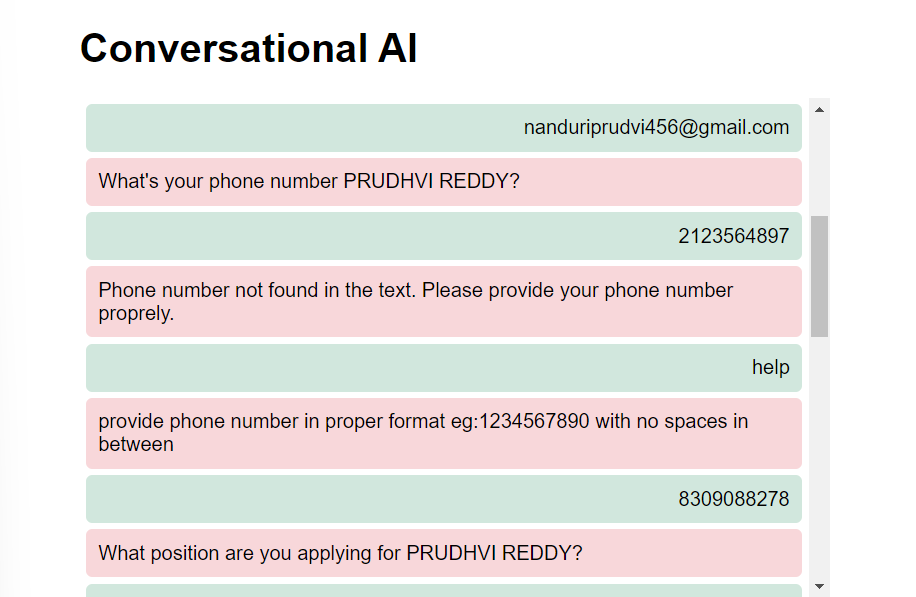 Conversational AI
nanduriprudvi456@gmail.com
What's your phone number PRUDHVI REDDY?
2123564897
Phone number not found in the text. Please provide your phone number
proprely.
help
provide phone number in proper format eg:1234567890 with no spaces in
between
8309088278
What position are you applying for PRUDHVI REDDY?